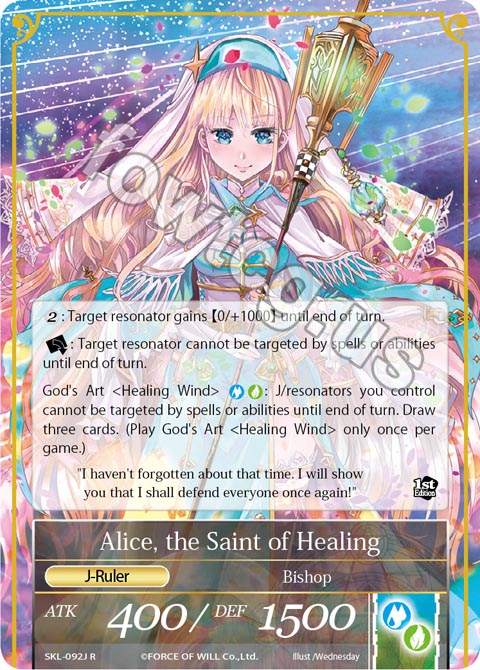 2 : Target resonator gains 【0/+1000】 until end of turn.
: Target resonator cannot be targeted by spells or abilities
until end of turn.
God's Art <Healing Wind> : J/resonators you control
cannot be targeted by spells or abilities until end of turn. Draw
three cards. (Play God's Art <Healing Wind> only once per
game.)
"I haven't forgotten about that time. I will show
you that I shall defend everyone once again!"
1st
Edition
Alice, the Saint of Healing
J-Ruler
Bishop
ATK 400 / DEF 1500
SKL-092J R ©FORCE OF WILL Co.,Ltd. Illust /Wednesday